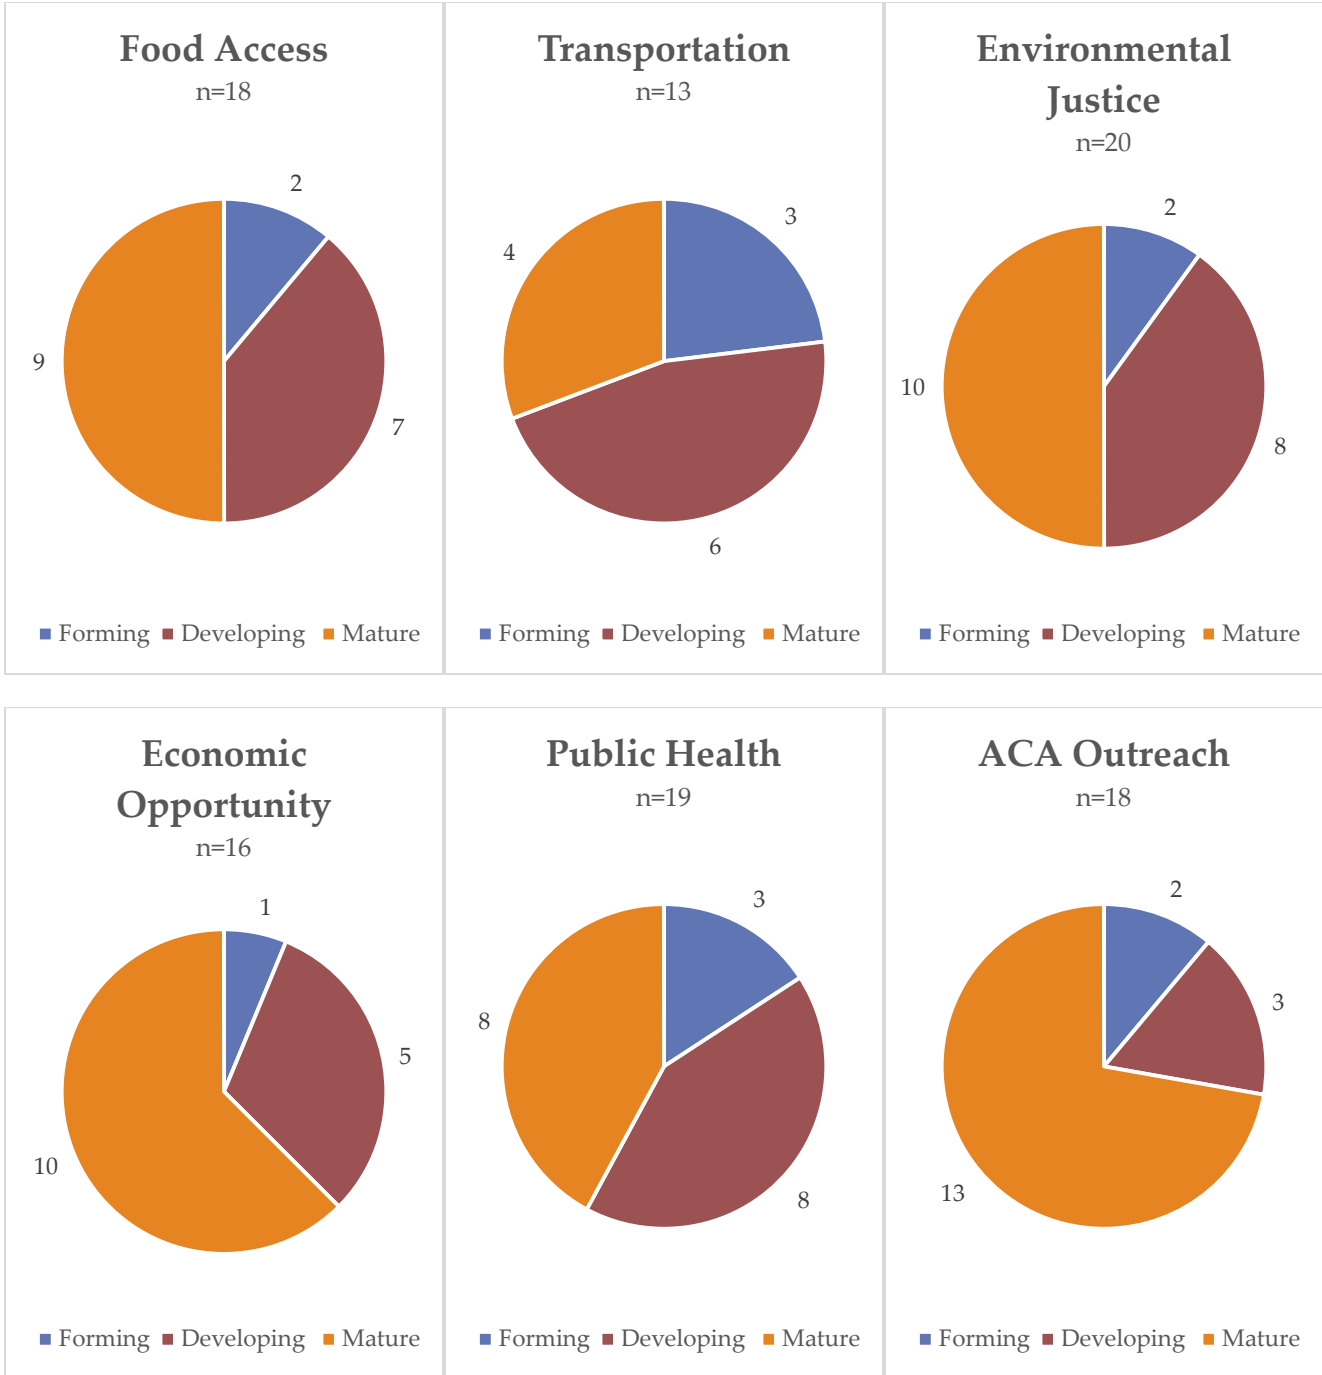 Food Access
n=18
2
9
7
Forming Developing Mature
Transportation
n=13
3
4
6
Forming Developing Mature
Environmental
Justice
n=20
2
10
8
Forming Developing Mature
Economic
Opportunity
n=16
1
5
10
Forming Developing Mature
Public Health
n=19
3
8
8
Forming Developing Mature
ACA Outreach
n=18
2
3
13
Forming Developing Mature